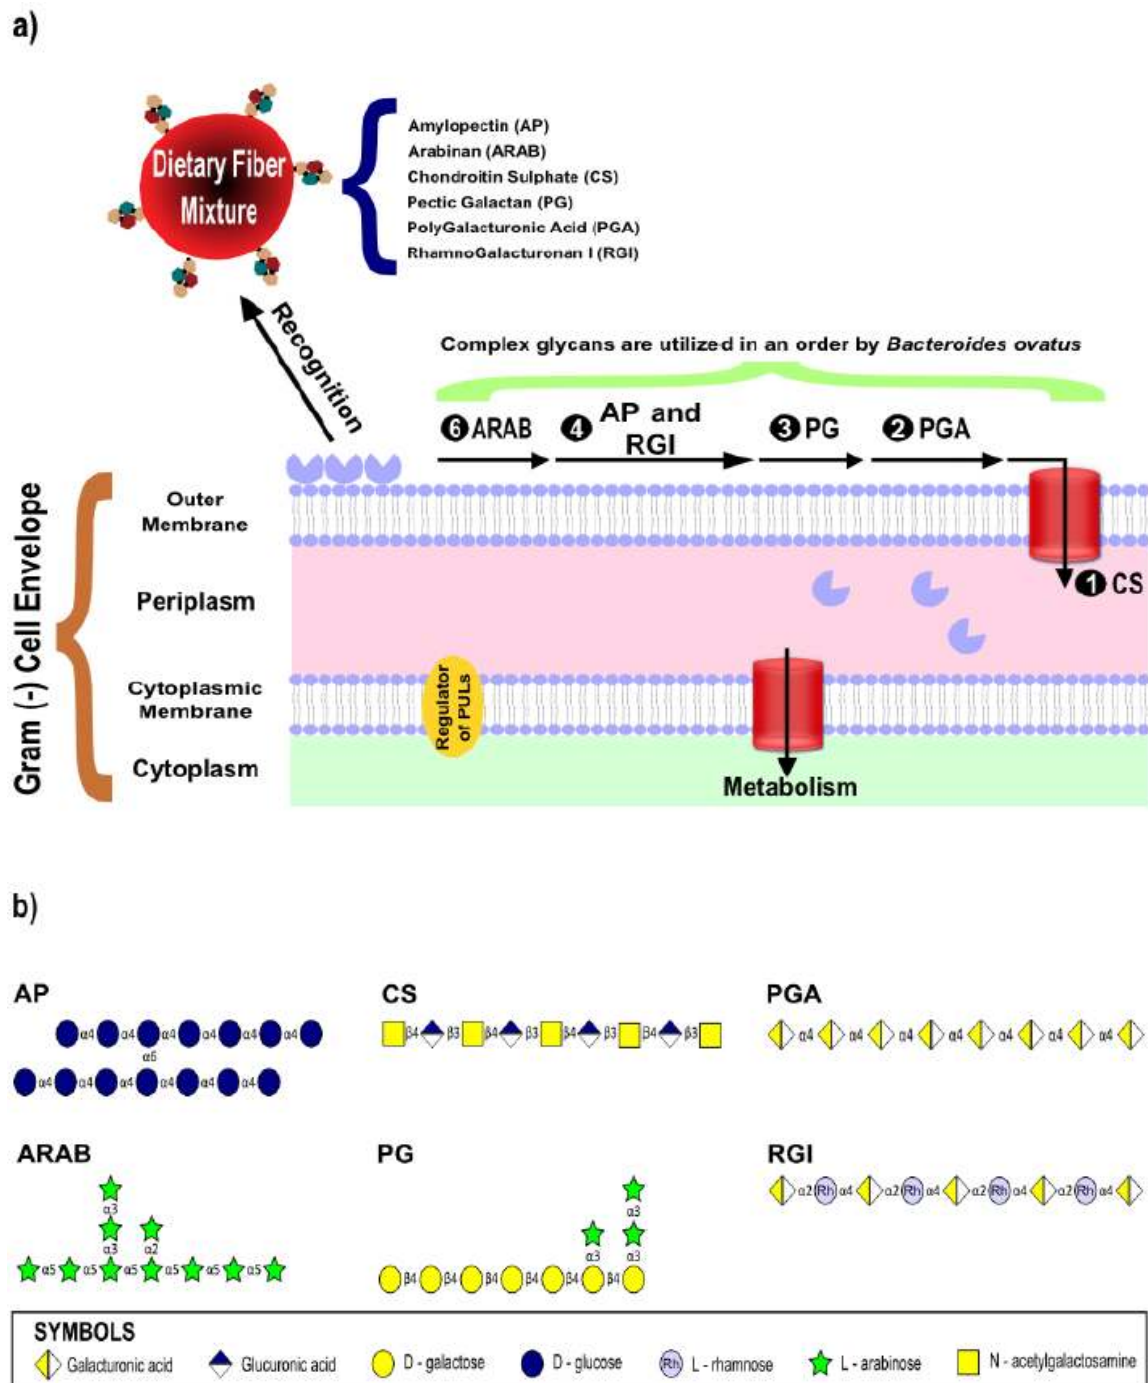 a)
Dietary Fiber
Mixture
Amylopectin (AP)
Arabinan (ARAB)
Chondroitin Sulphate (CS)
Pectic Galactan (PG)
PolyGalacturonic Acid (PGA)
RhamnoGalacturonan I (RGI)
Recognition
Complex glycans are utilized in an order by Bacteroides ovatus
6 ARAB
4 AP and
RGI
3 PG
2 PGA
1 CS
Gram (-) Cell Envelope
Outer
Membrane
Periplasm
Cytoplasmic
Membrane
Cytoplasm
Regulator
of PULs
Metabolism
b)
AP
α4 α4 α4 α4 α4 α4
α6
α4 α4 α4 α4 α4 α4
CS
β4 β3 β4 β3 β4 β3 β4 β3
PGA
α4 α4 α4 α4 α4 α4 α4
ARAB
α3
α3 α2
α5 α5 α5 α5 α5 α5
PG
α3
α3 α3
β4 β4 β4 β4 β4 β4
RGI
α2 Rh α4 α2 Rh α4 α2 Rh α4 α2 Rh α4
SYMBOLS
Galacturonic acid
Glucuronic acid
D - galactose
D - glucose
Rh L - rhamnose
L - arabinose
N - acetylgalactosamine